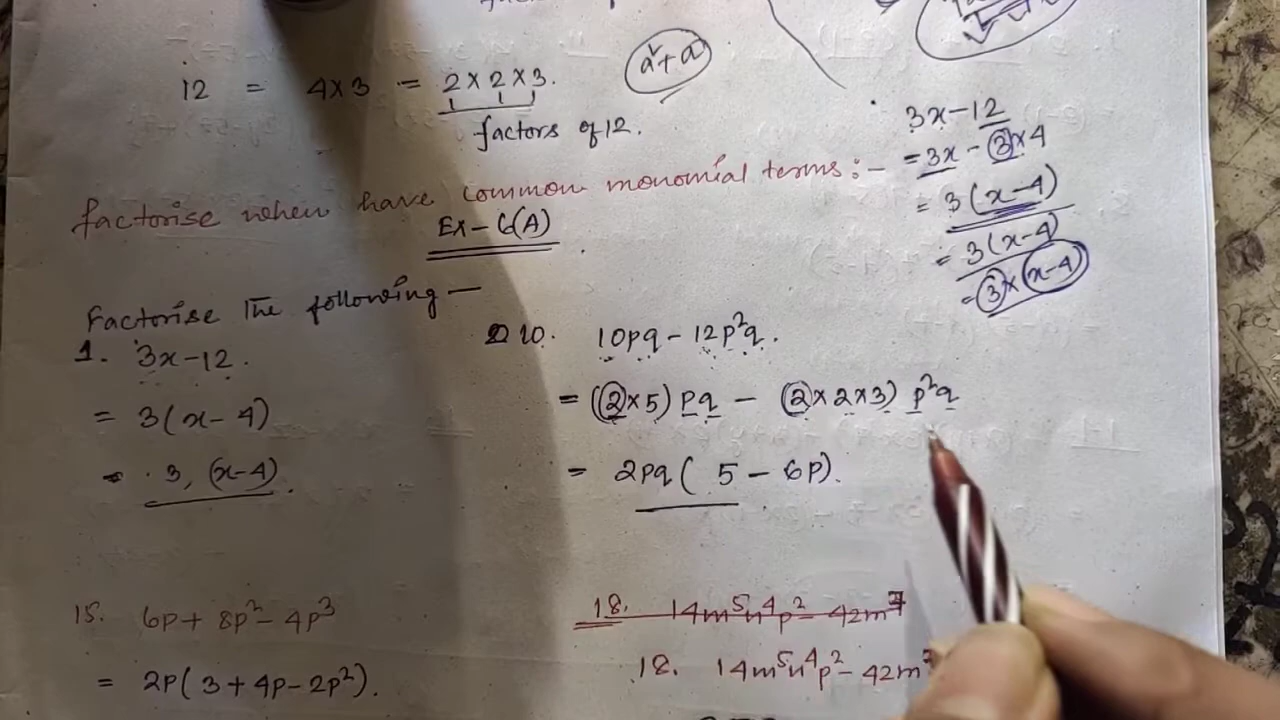 12 = 4×3 = 2×2×3.
factors of 12.
a²+a
3x-12
= 3x - 3×4
= 3(x-4)
= 3(x-4)
= 3×(x-4)
factorise when have common monomial terms:-
Ex-6(A)
Factorise the following —
1. 3x-12.
= 3(x-4)
3, (x-4).
10. 10pq - 12p²q.
= (2×5) pq - (2×2×3) p²q
= 2pq( 5 - 6p).
15. 6p + 8p² - 4p³
= 2p( 3+4p-2p²).
18. 14m⁵n⁴p² - 42m⁷
18. 14m⁵n⁴p² - 42m